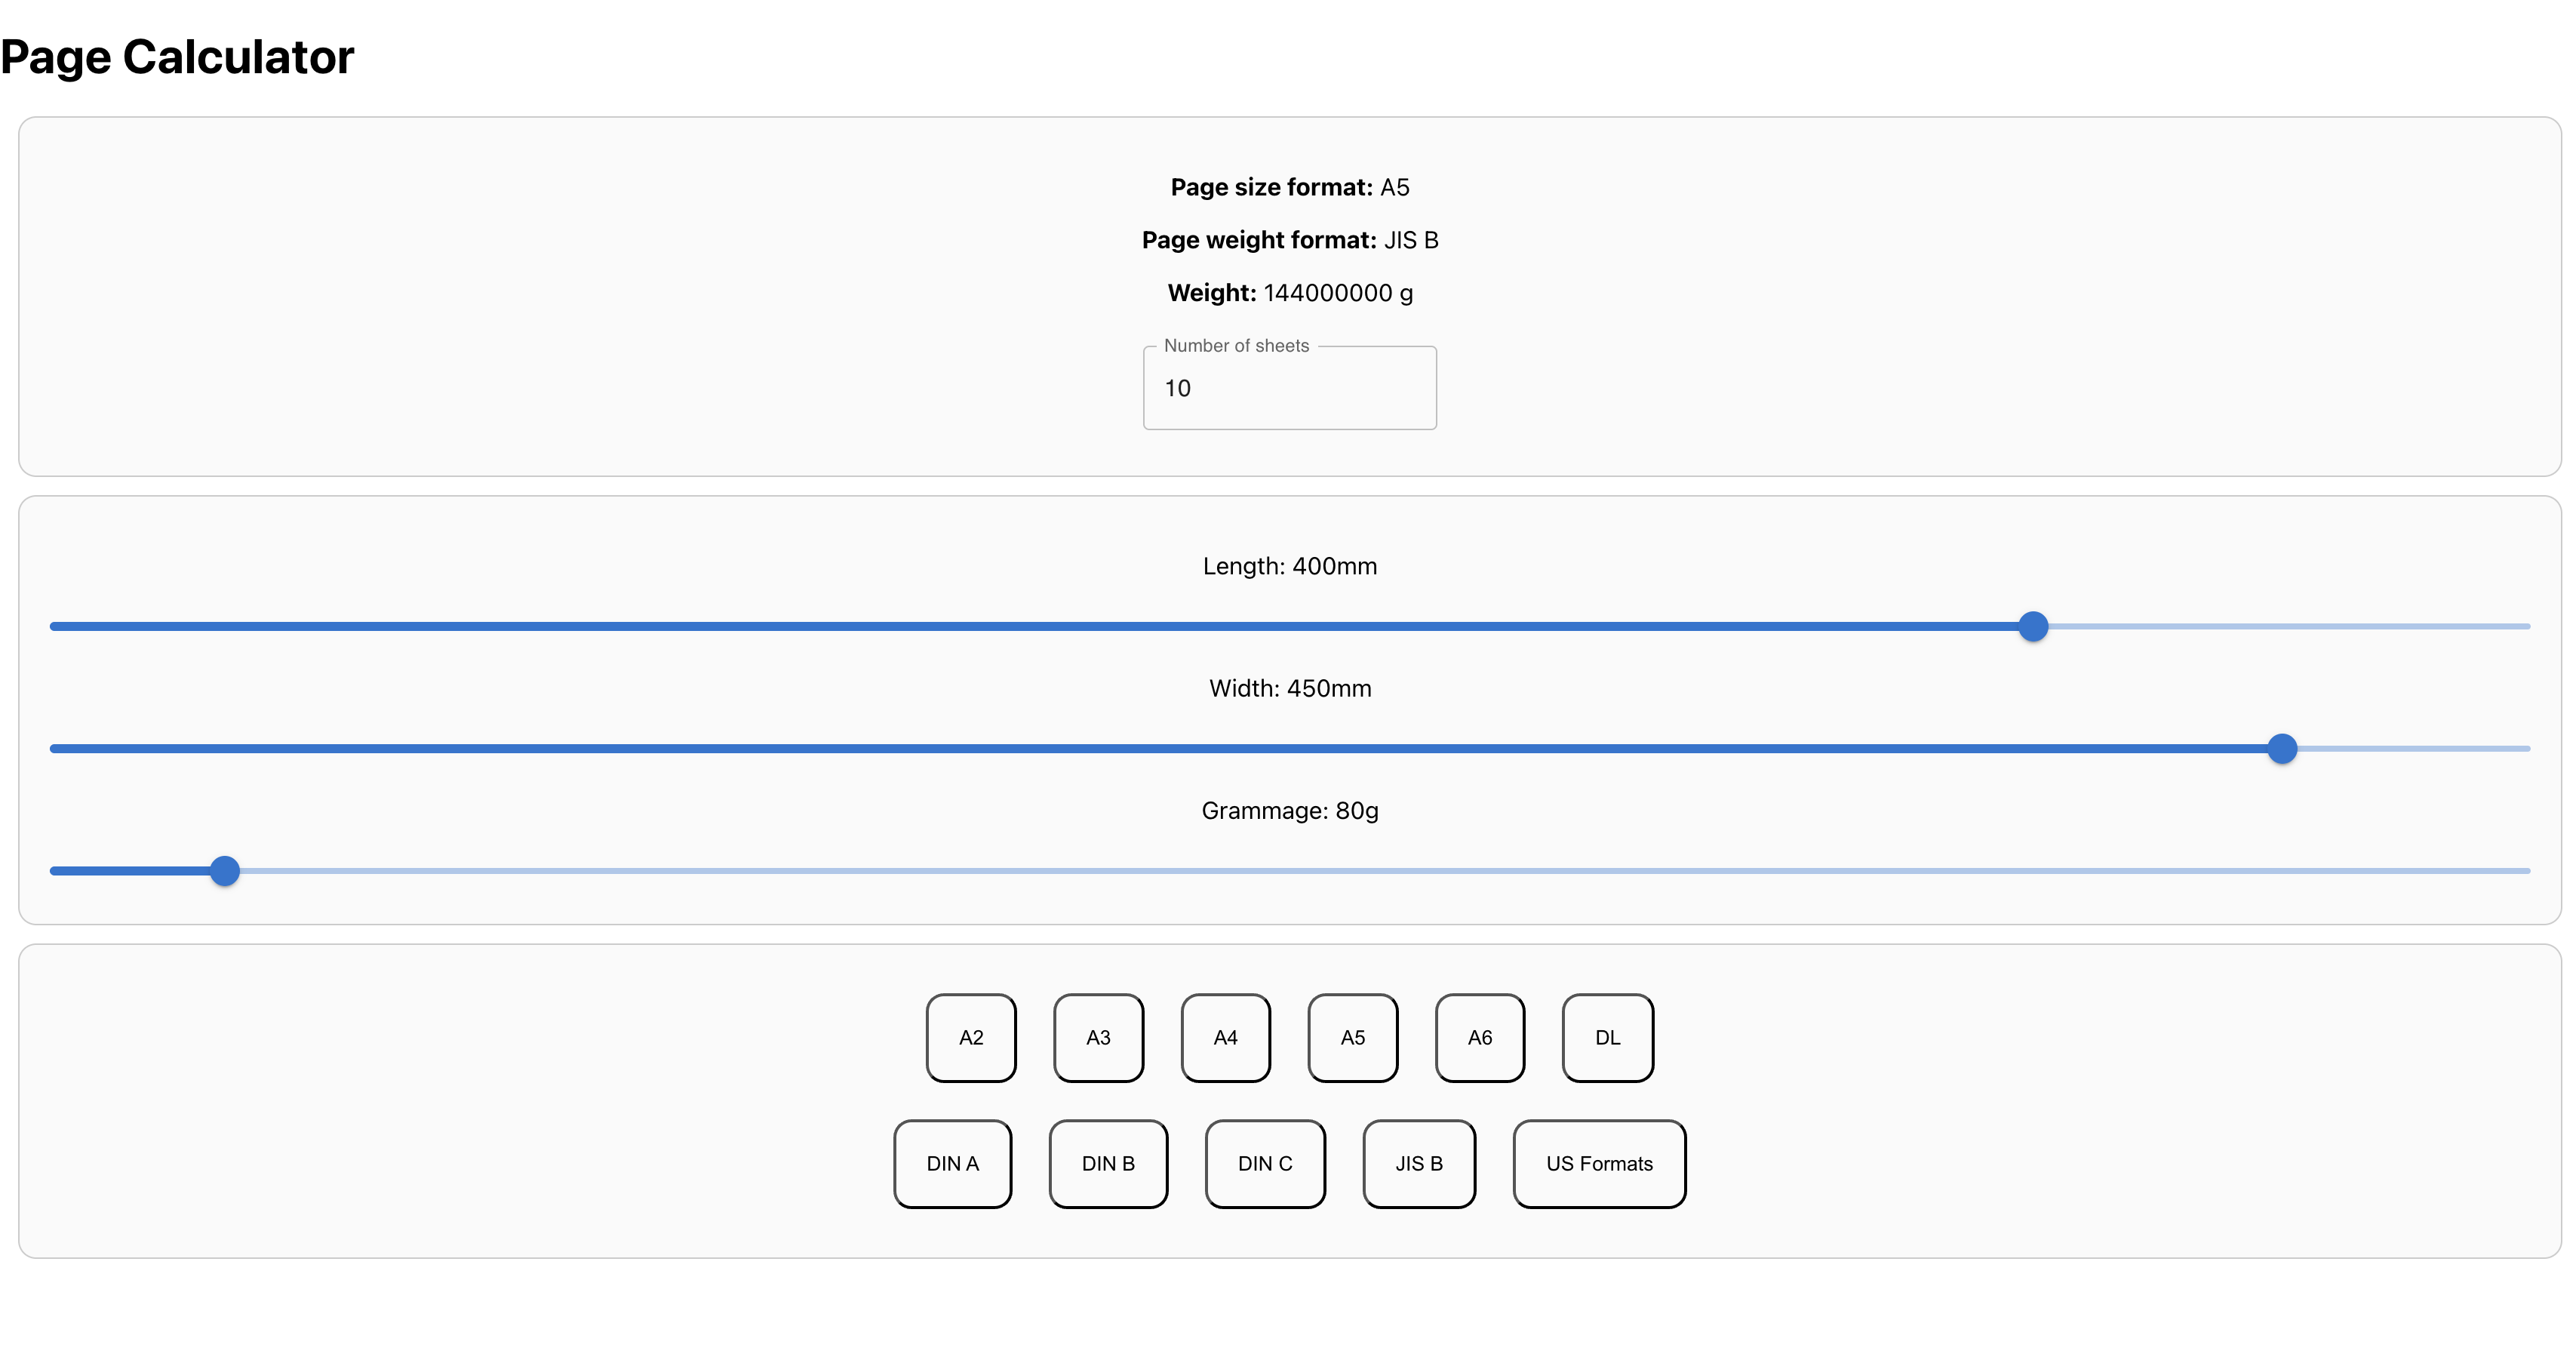 Page Calculator
Page size format: A5
Page weight format: JIS B
Weight: 144000000 g
Number of sheets
10
Length: 400mm
Width: 450mm
Grammage: 80g
A2 A3 A4 A5 A6 DL
DIN A DIN B DIN C JIS B US Formats